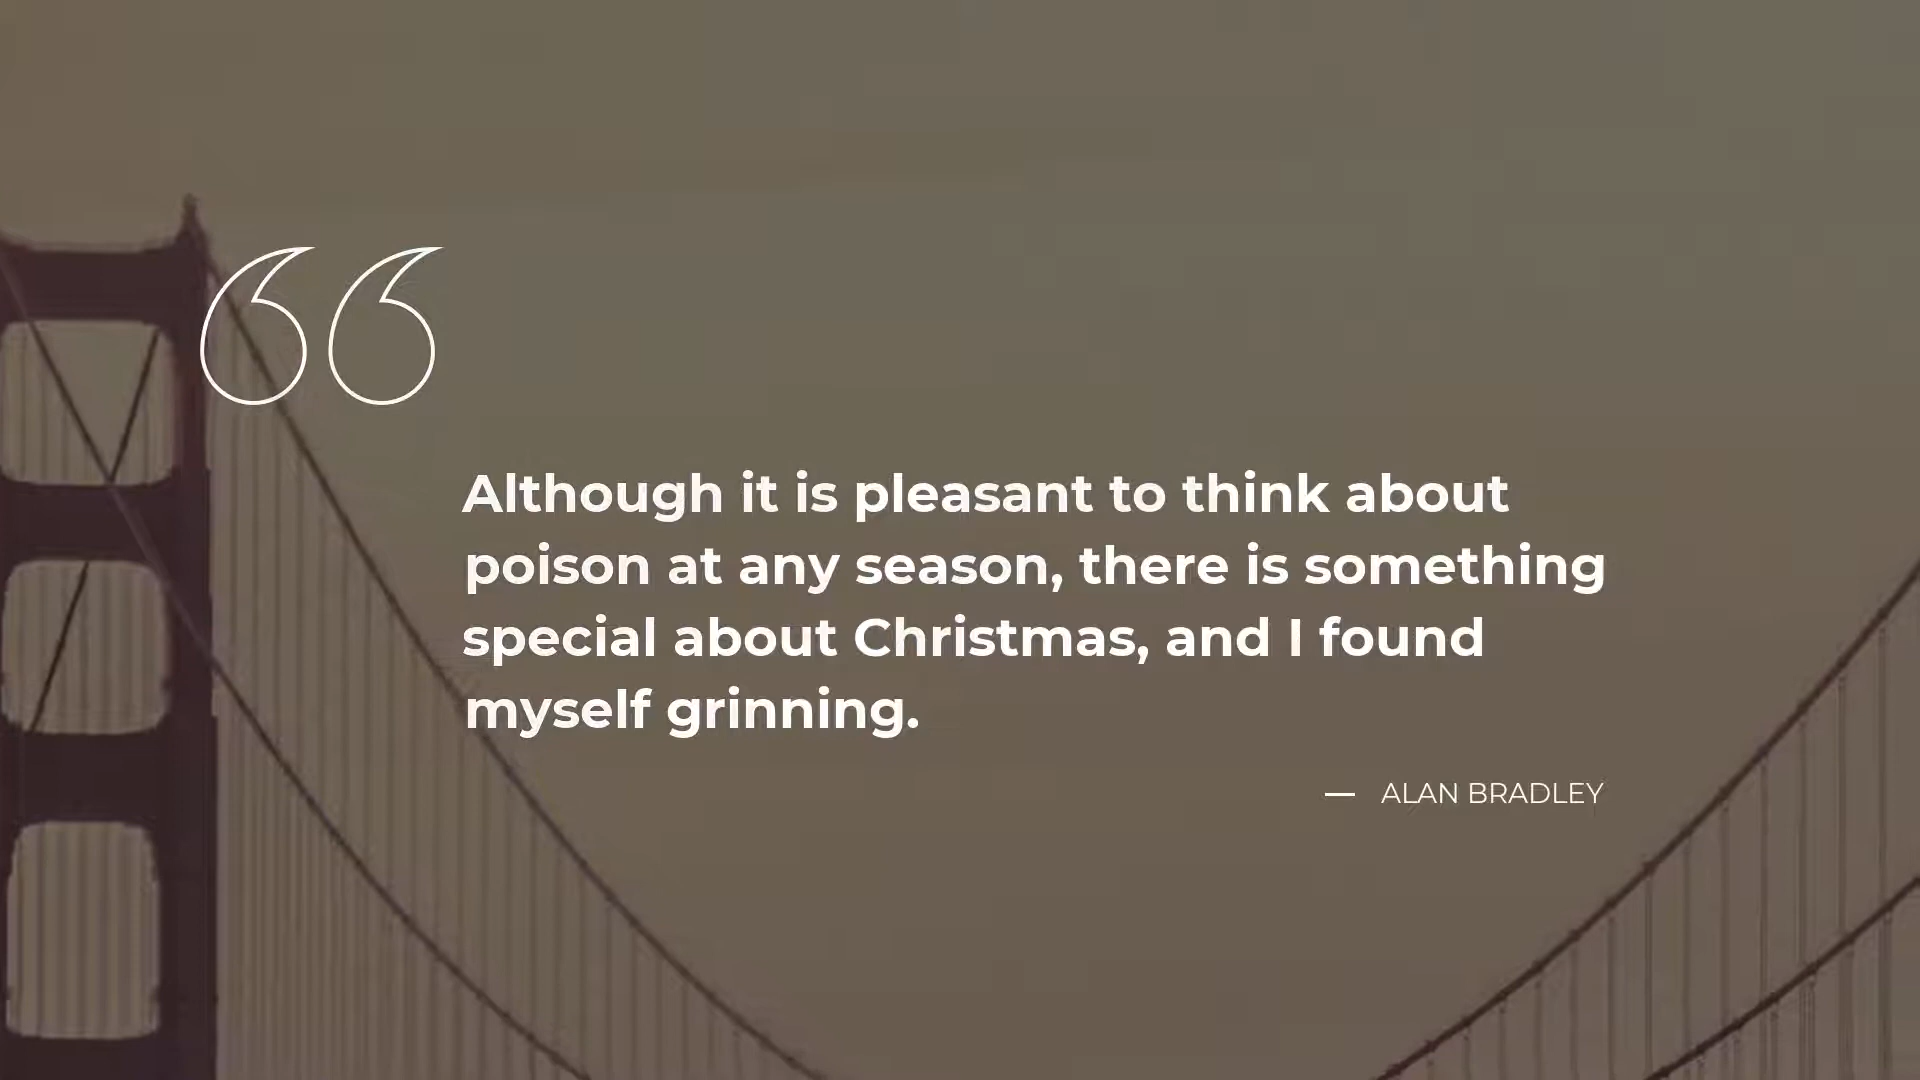 “
Although it is pleasant to think about
poison at any season, there is something
special about Christmas, and I found
myself grinning.
— ALAN BRADLEY